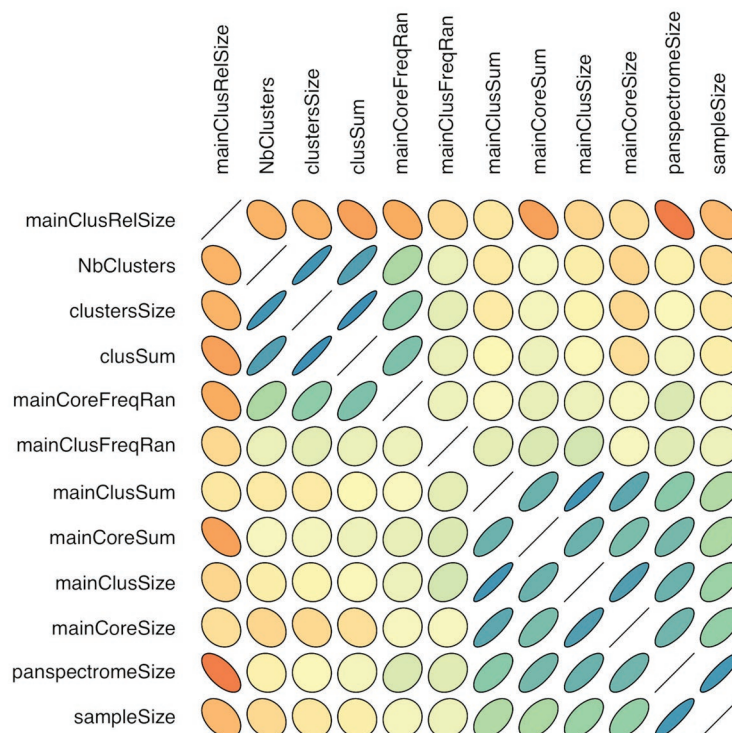 mainClusRelSize
NbClusters
clustersSize
clusSum
mainCoreFreqRan
mainClusFreqRan
mainClusSum
mainCoreSum
mainClusSize
mainCoreSize
panspectromeSize
sampleSize
mainClusRelSize
NbClusters
clustersSize
clusSum
mainCoreFreqRan
mainClusFreqRan
mainClusSum
mainCoreSum
mainClusSize
mainCoreSize
panspectromeSize
sampleSize